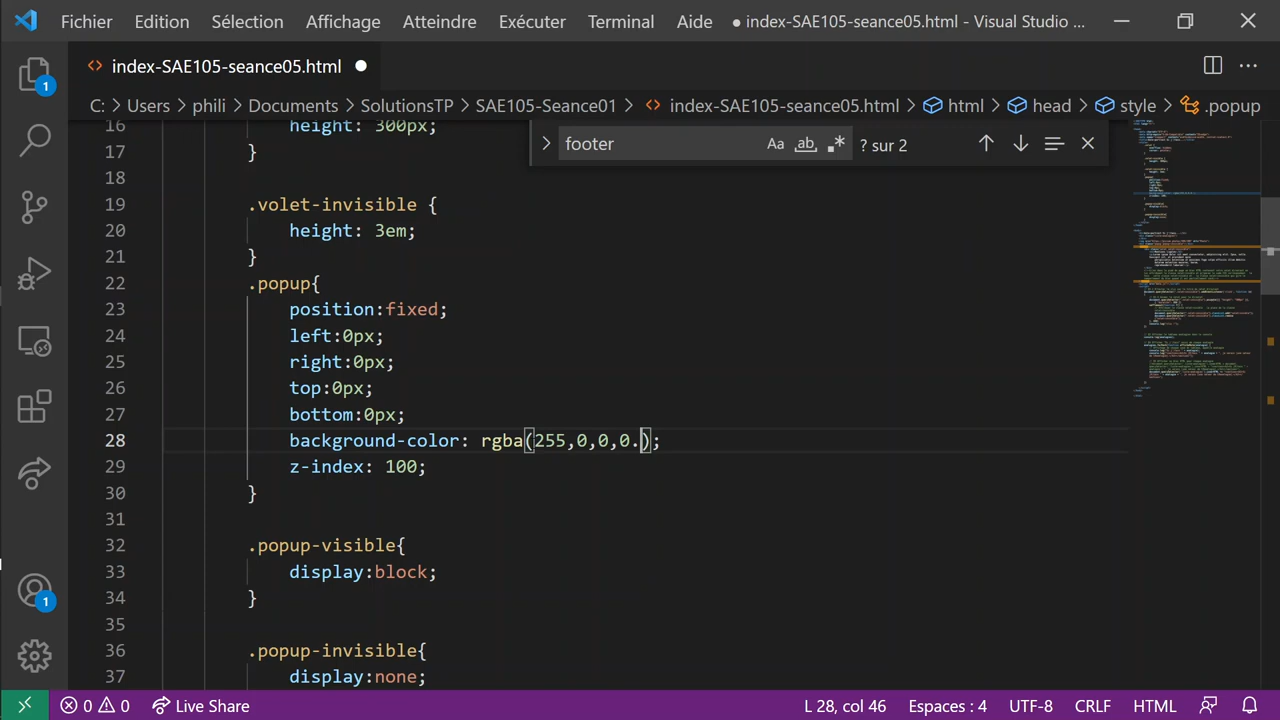 Fichier Edition Sélection Affichage Atteindre Exécuter Terminal Aide ● index-SAE105-seance05.html - Visual Studio ...
index-SAE105-seance05.html ●
C: > Users > phili > Documents > SolutionsTP > SAE105-Seance01 > index-SAE105-seance05.html > html > head > style > .popup
footer Aa ab ? sur 2
16 height: 300px;
17 }
18
19 .volet-invisible {
20 height: 3em;
21 }
22 .popup{
23 position:fixed;
24 left:0px;
25 right:0px;
26 top:0px;
27 bottom:0px;
28 background-color: rgba(255,0,0,0.);
29 z-index: 100;
30 }
31
32 .popup-visible{
33 display:block;
34 }
35
36 .popup-invisible{
37 display:none;
1
1
0 0 Live Share L 28, col 46 Espaces : 4 UTF-8 CRLF HTML